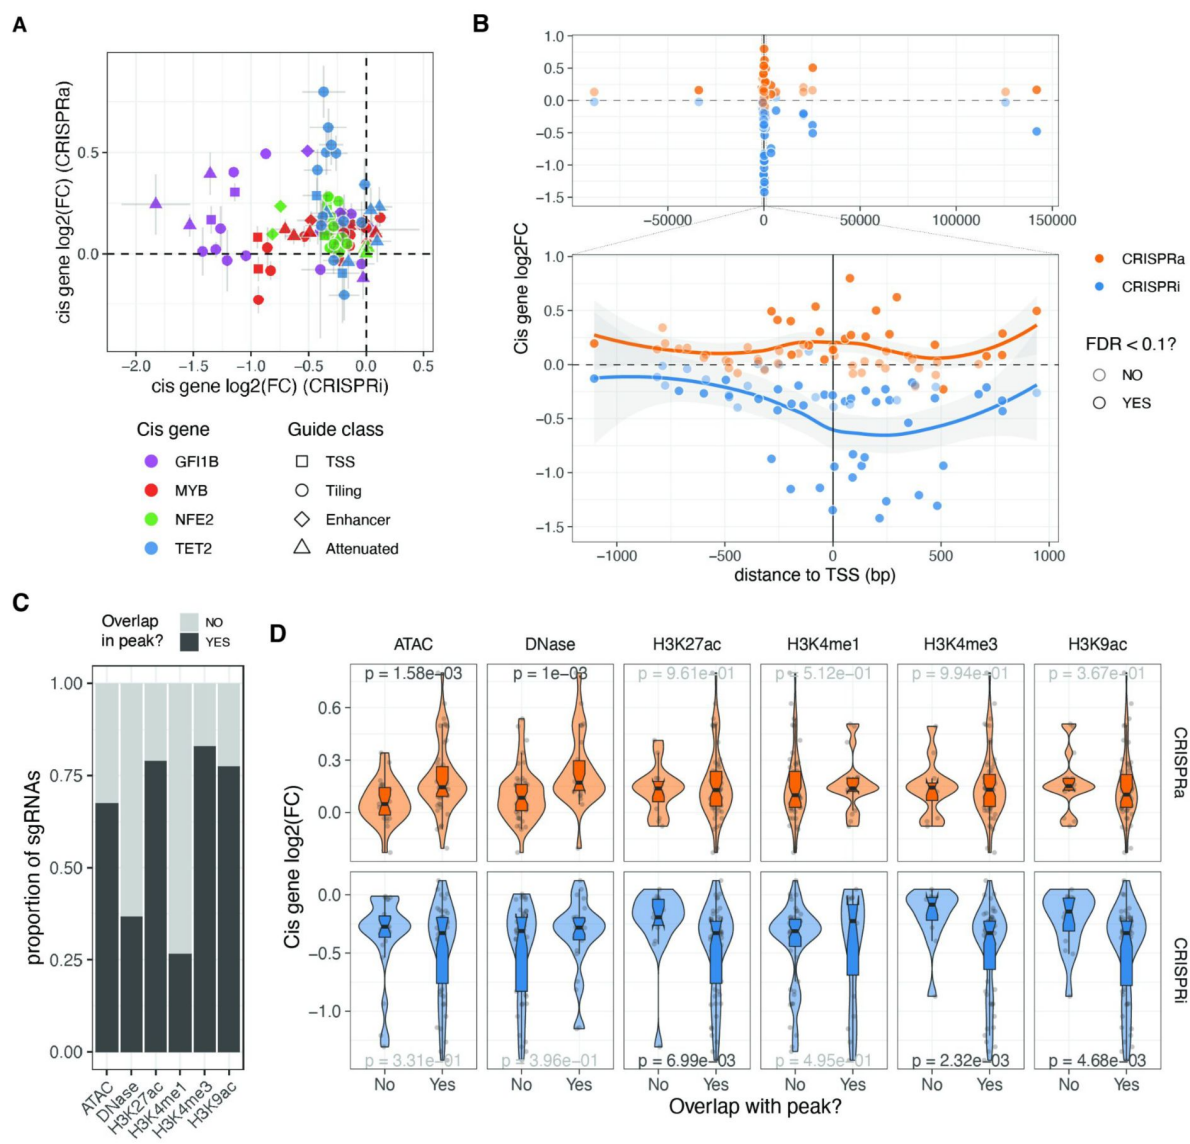 A
cis gene log2(FC) (CRISPRa)
0.5
0.0
−2.0 −1.5 −1.0 −0.5 0.0 0.5
cis gene log2(FC) (CRISPRi)
Cis gene
GFI1B
MYB
NFE2
TET2
Guide class
TSS
Tiling
Enhancer
Attenuated
B
Cis gene log2FC
1.0
0.5
0.0
−0.5
−1.0
−1.5
−50000 0 50000 100000 150000
1.0
0.5
0.0
−0.5
−1.0
−1.5
−1000 −500 0 500 1000
distance to TSS (bp)
CRISPRa
CRISPRi
FDR < 0.1?
NO
YES
C
Overlap
in peak?
NO
YES
proportion of sgRNAs
1.00
0.75
0.50
0.25
0.00
ATAC
DNase
H3K27ac
H3K4me1
H3K4me3
H3K9ac
D
Cis gene log2(FC)
ATAC DNase H3K27ac H3K4me1 H3K4me3 H3K9ac
p = 1.58e−03 p = 1e−03 p = 9.61e−01 p = 5.12e−01 p = 9.94e−01 p = 3.67e−01
0.6
0.3
0.0
CRISPRa
0.0
−0.5
−1.0
CRISPRi
p = 3.31e−01 p = 3.96e−01 p = 6.99e−03 p = 4.95e−01 p = 2.32e−03 p = 4.68e−03
No Yes No Yes No Yes No Yes No Yes No Yes
Overlap with peak?